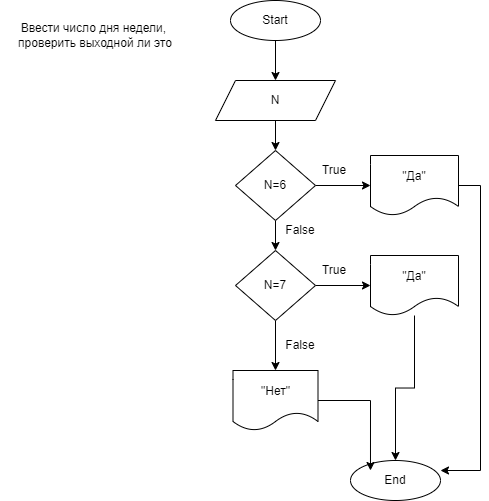 Ввести число дня недели,
проверить выходной ли это
Start
N
N=6
True
"Да"
False
N=7
True
"Да"
False
"Нет"
End